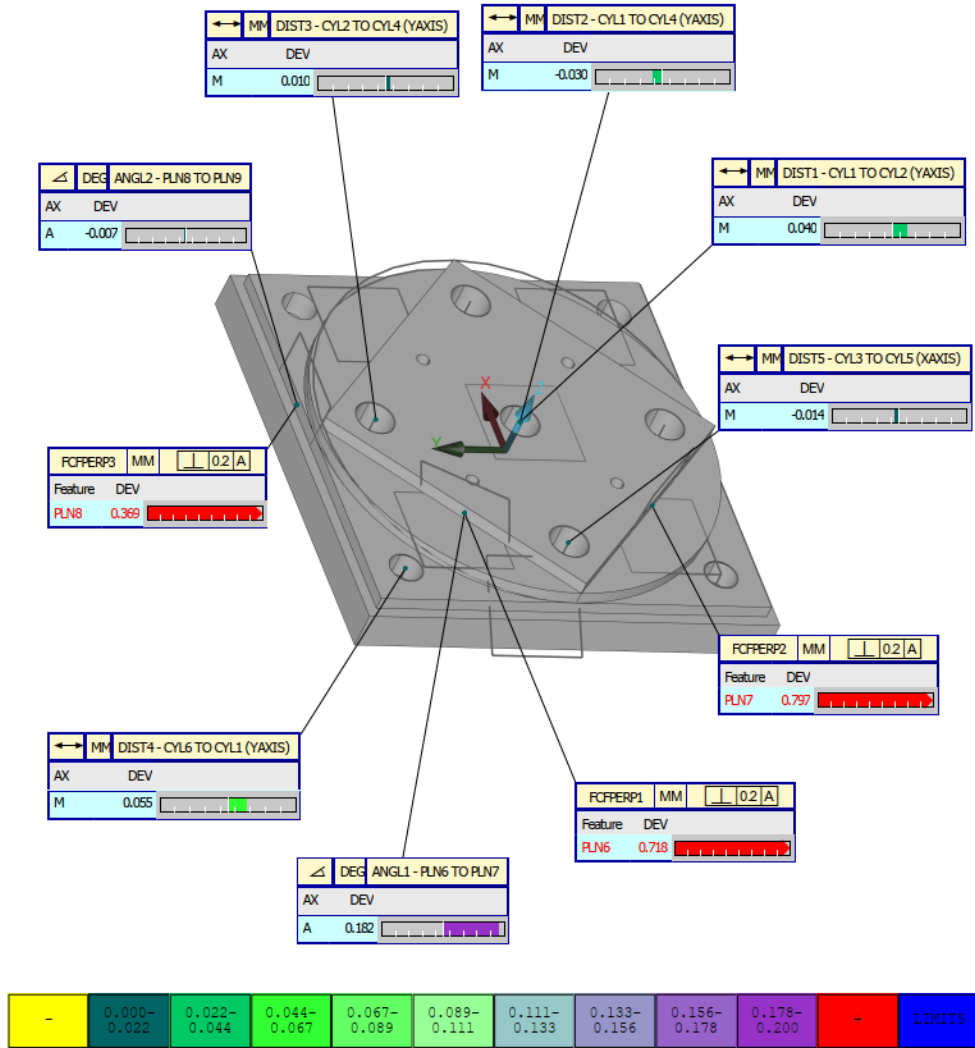 MM DIST3 - CYL2 TO CYL4 (YAXIS)
AX DEV
M 0.010
MM DIST2 - CYL1 TO CYL4 (YAXIS)
AX DEV
M -0.030
DEG ANGL2 - PLN8 TO PLN9
AX DEV
A -0.007
MM DIST1 - CYL1 TO CYL2 (YAXIS)
AX DEV
M 0.040
MM DIST5 - CYL3 TO CYL5 (XAXIS)
AX DEV
M -0.014
X
Z
Y
FCFPERP3 MM ⊥ 0.2 A
Feature DEV
PLN8 0.369
FCFPERP2 MM ⊥ 0.2 A
Feature DEV
PLN7 0.797
MM DIST4 - CYL6 TO CYL1 (YAXIS)
AX DEV
M 0.055
FCFPERP1 MM ⊥ 0.2 A
Feature DEV
PLN6 0.718
DEG ANGL1 - PLN6 TO PLN7
AX DEV
A 0.182
- 0.000-0.022 0.022-0.044 0.044-0.067 0.067-0.089 0.089-0.111 0.111-0.133 0.133-0.156 0.156-0.178 0.178-0.200 + LIMITS